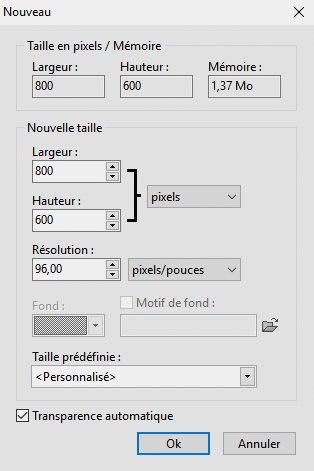 Nouveau
Taille en pixels / Mémoire
Largeur : Hauteur : Mémoire :
800 600 1,37 Mo
Nouvelle taille
Largeur :
800
pixels
Hauteur :
600
Résolution :
96,00 pixels/pouces
Fond : Motif de fond :
Taille prédéfinie :
<Personnalisé>
Transparence automatique
Ok Annuler